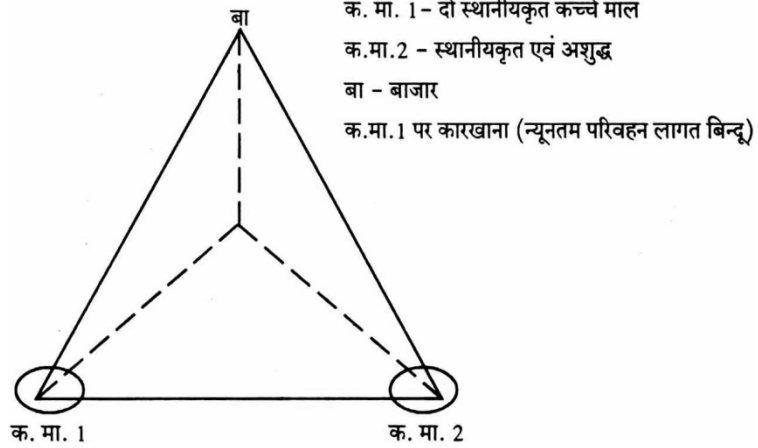 बा
क. मा. 1- दो स्थानीयकृत कच्चे माल
क.मा.2 - स्थानीयकृत एवं अशुद्ध
बा - बाजार
क.मा.1 पर कारखाना (न्यूनतम परिवहन लागत बिन्दू)
क. मा. 1
क. मा. 2